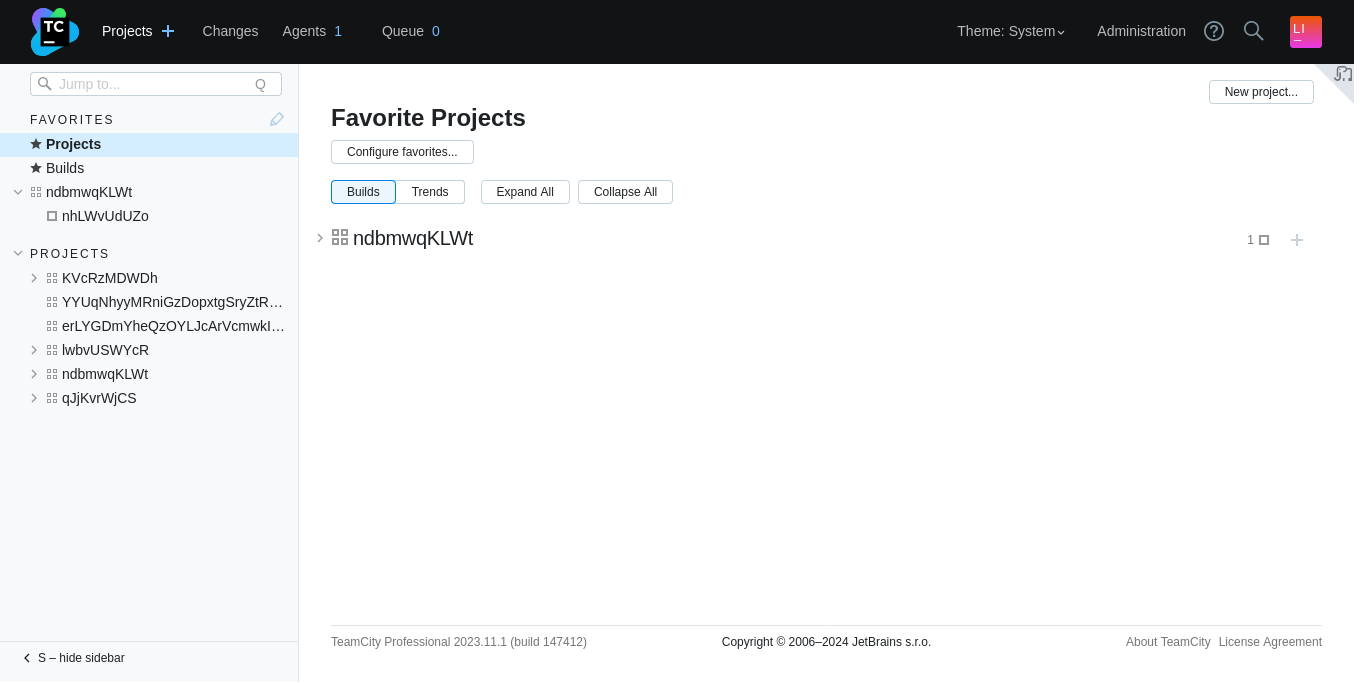 TC
Projects
Changes
Agents 1
Queue 0
Theme: System
Administration
LI
Jump to...
Q
FAVORITES
Projects
Builds
ndbmwqKLWt
nhLWvUdUZo
PROJECTS
KVcRzMDWDh
YYUqNhyyMRniGzDopxtgSryZtR…
erLYGDmYheQzOYLJcArVcmwkI…
lwbvUSWYcR
ndbmwqKLWt
qJjKvrWjCS
S – hide sidebar
New project...
Favorite Projects
Configure favorites...
Builds Trends Expand All Collapse All
ndbmwqKLWt
1
TeamCity Professional 2023.11.1 (build 147412)
Copyright © 2006–2024 JetBrains s.r.o.
About TeamCity License Agreement